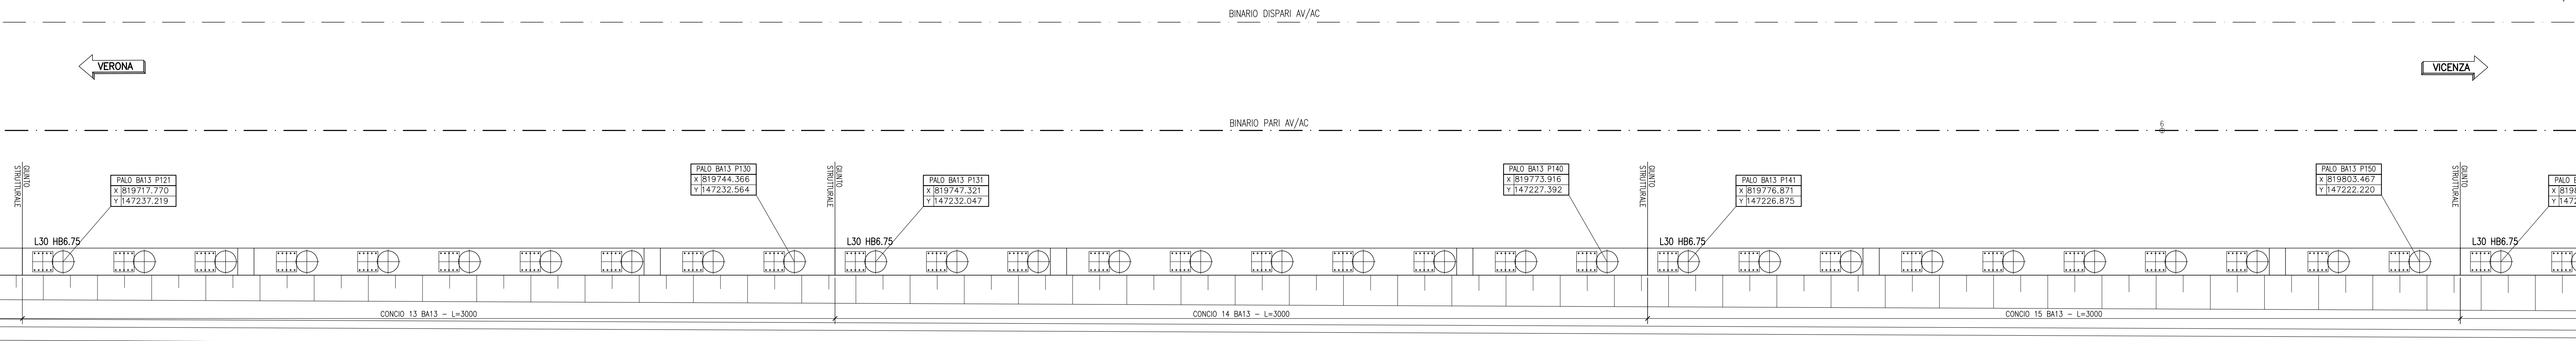 BINARIO DISPARI AV/AC
VERONA
VICENZA
BINARIO PARI AV/AC
6
GIUNTO
STRUTTURALE
PALO BA13 P121
X 819717.770
Y 147237.219
PALO BA13 P130
X 819744.366
Y 147232.564
GIUNTO
STRUTTURALE
PALO BA13 P131
X 819747.321
Y 147232.047
PALO BA13 P140
X 819773.916
Y 147227.392
GIUNTO
STRUTTURALE
PALO BA13 P141
X 819776.871
Y 147226.875
PALO BA13 P150
X 819803.467
Y 147222.220
GIUNTO
STRUTTURALE
PALO
X
Y
L30 HB6.75
L30 HB6.75
L30 HB6.75
L30 HB6.75
CONCIO 13 BA13 - L=3000
CONCIO 14 BA13 - L=3000
CONCIO 15 BA13 - L=3000